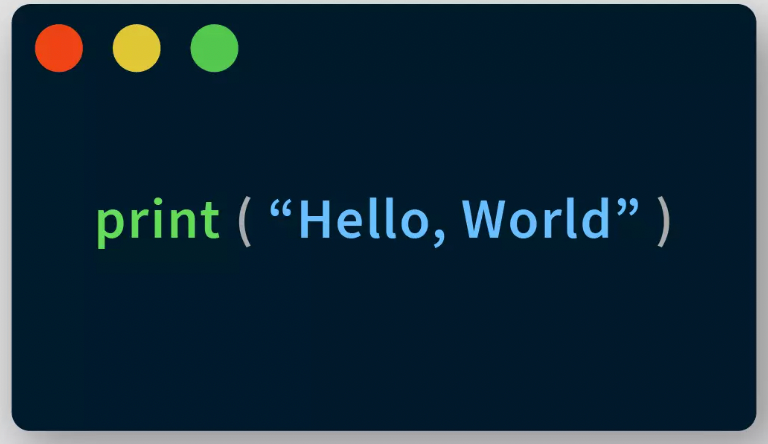 print ( “Hello, World” )